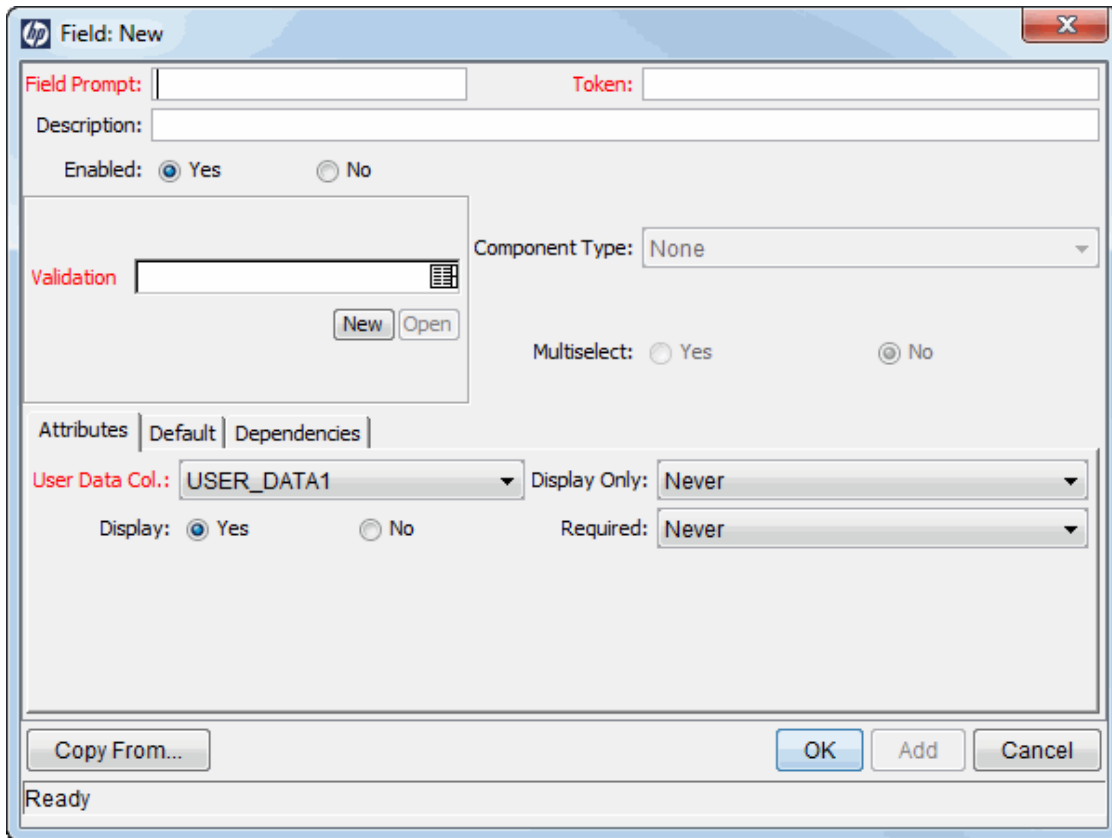 hp Field: New X
Field Prompt: Token:
Description:
Enabled: Yes No
Component Type: None
Validation
New Open
Multiselect: Yes No
Attributes Default Dependencies
User Data Col.: USER_DATA1 Display Only: Never
Display: Yes No Required: Never
Copy From... OK Add Cancel
Ready